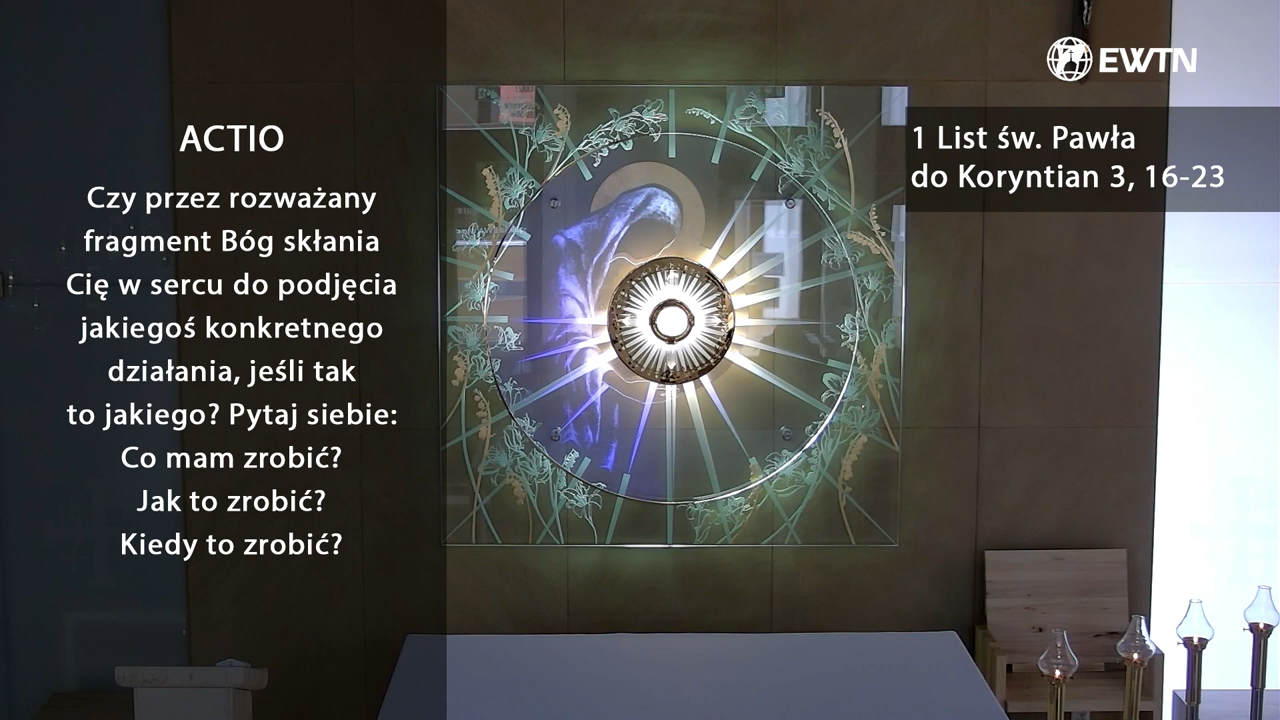 ACTIO
Czy przez rozważany
fragment Bóg skłania
Cię w sercu do podjęcia
jakiegoś konkretnego
działania, jeśli tak
to jakiego? Pytaj siebie:
Co mam zrobić?
Jak to zrobić?
Kiedy to zrobić?
EWTN
1 List św. Pawła
do Koryntian 3, 16-23